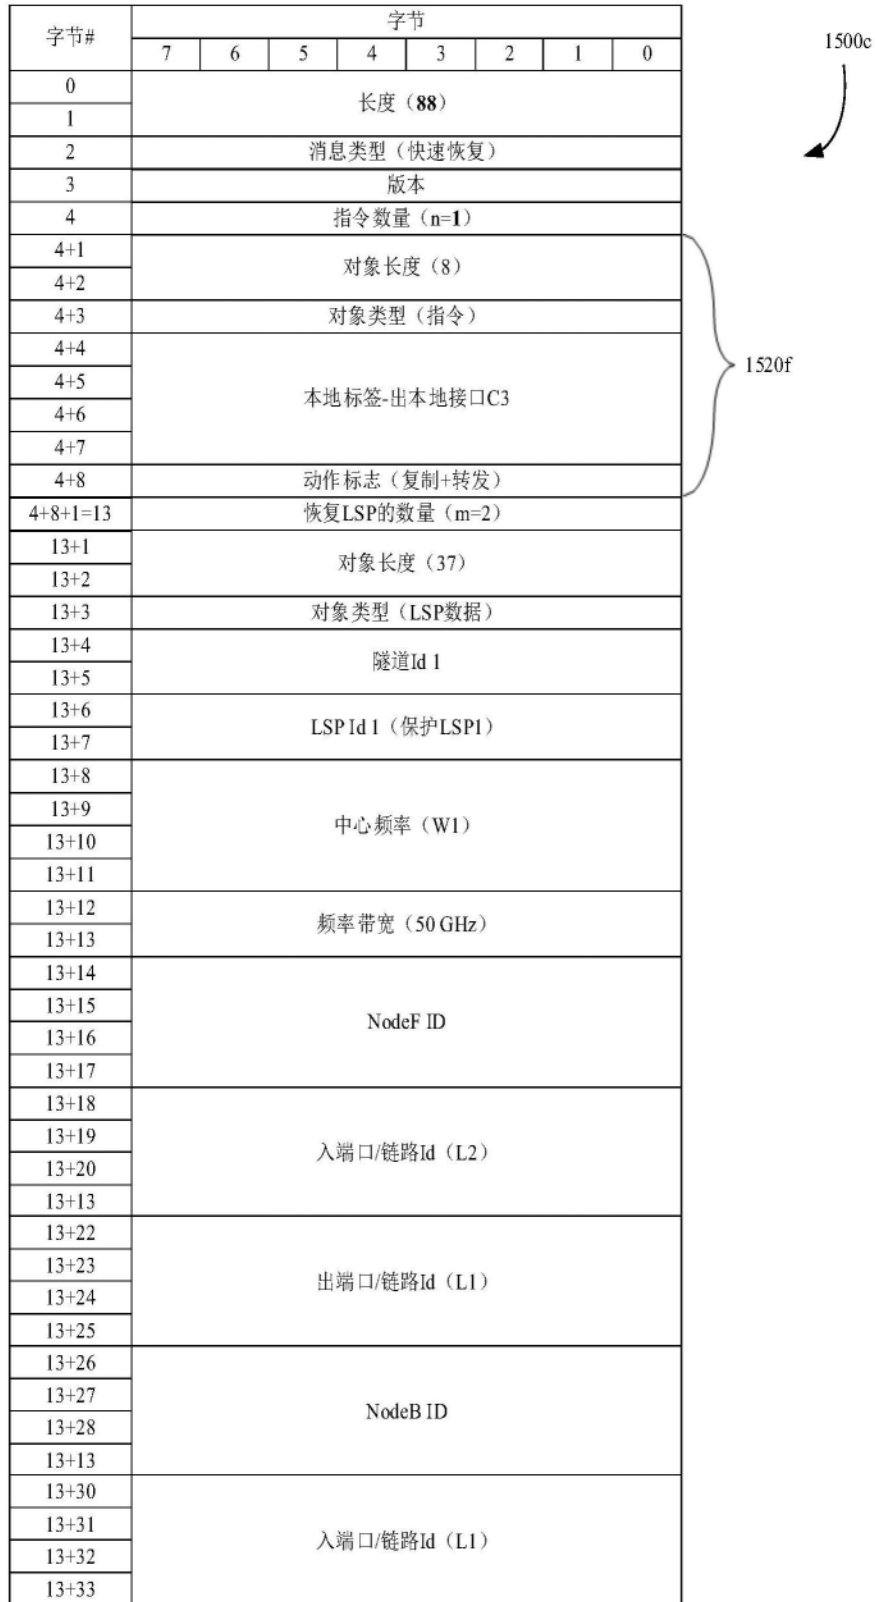 字节#
字节
7 6 5 4 3 2 1 0
1500c
0
1
长度（88）
2 消息类型（快速恢复）
3 版本
4 指令数量（n=1）
4+1
4+2
对象长度（8）
4+3 对象类型（指令）
4+4
4+5
4+6
4+7
本地标签-出本地接口C3
1520f
4+8 动作标志（复制+转发）
4+8+1=13 恢复LSP的数量（m=2）
13+1
13+2
对象长度（37）
13+3 对象类型（LSP数据）
13+4
13+5
隧道Id 1
13+6
13+7
LSP Id 1（保护LSP1）
13+8
13+9
13+10
13+11
中心频率（W1）
13+12
13+13
频率带宽（50 GHz）
13+14
13+15
13+16
13+17
NodeF ID
13+18
13+19
13+20
13+13
入端口/链路Id（L2）
13+22
13+23
13+24
13+25
出端口/链路Id（L1）
13+26
13+27
13+28
13+13
NodeB ID
13+30
13+31
13+32
13+33
入端口/链路Id（L1）